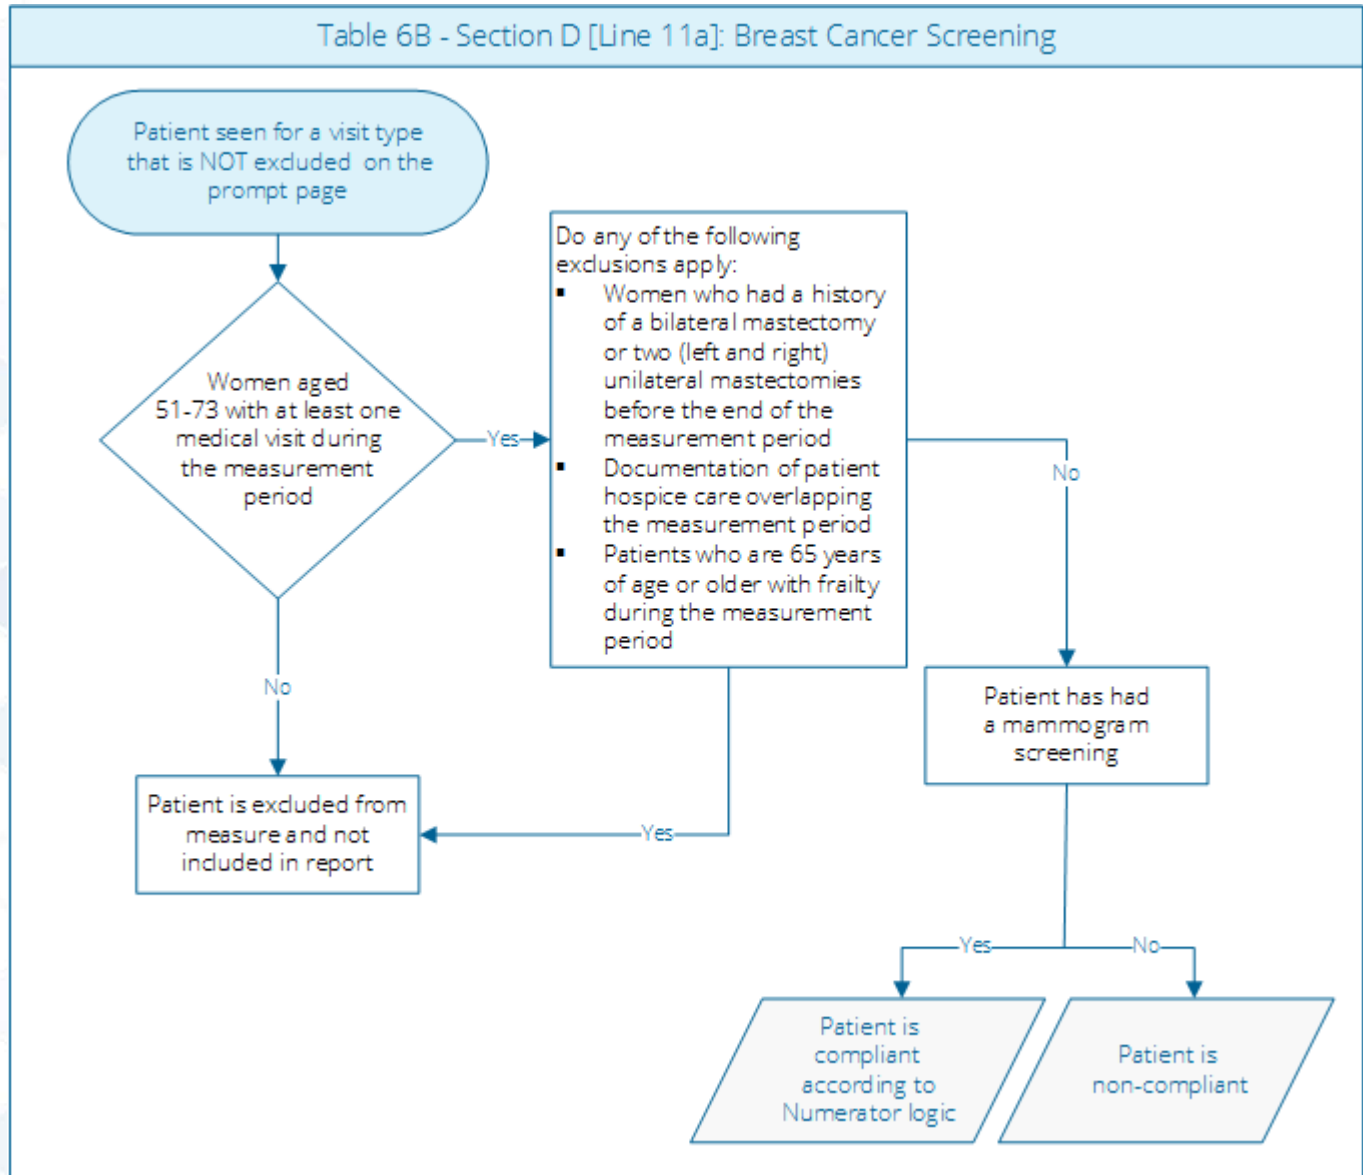 Table 6B - Section D [Line 11a]: Breast Cancer Screening
Patient seen for a visit type
that is NOT excluded on the
prompt page
Women aged
51-73 with at least one
medical visit during
the measurement
period
Yes
Do any of the following
exclusions apply:
▪ Women who had a history
of a bilateral mastectomy
or two (left and right)
unilateral mastectomies
before the end of the
measurement period
▪ Documentation of patient
hospice care overlapping
the measurement period
▪ Patients who are 65 years
of age or older with frailty
during the measurement
period
No
No
Patient has had
a mammogram
screening
Patient is excluded from
measure and not
included in report
Yes
Yes
No
Patient is
compliant
according to
Numerator logic
Patient is
non-compliant